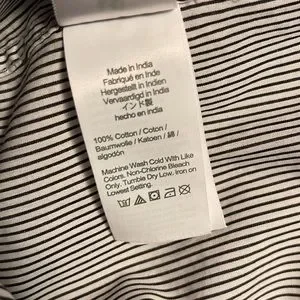 Made in India
Fabriqué en Inde
Hergestellt in Indien
Vervaardigd in India
インド製
hecho en india
100% Cotton / Coton /
Baumwolle / Katoen / 綿 /
algodón
Machine Wash Cold With Like
Colors. Non-Chlorine Bleach
Only. Tumble Dry Low. Iron on
Lowest Setting.